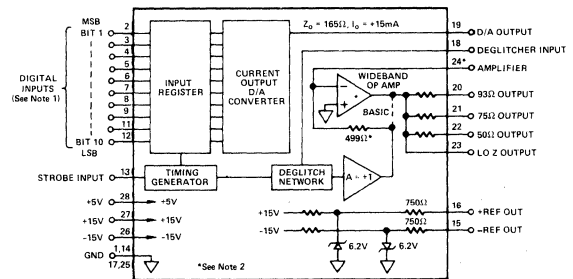 MSB
BIT 1
2
3
4
5
6
7
8
9
11
12
BIT 10
LSB
DIGITAL
INPUTS
(See Note 1)
INPUT
REGISTER
CURRENT
OUTPUT
D/A
CONVERTER
Zo = 165Ω, Io = +15mA
19
D/A OUTPUT
18
DEGLITCHER INPUT
24*
AMPLIFIER
WIDEBAND
OP AMP
BASIC
499Ω*
20
93Ω OUTPUT
21
75Ω OUTPUT
22
50Ω OUTPUT
23
LO Z OUTPUT
STROBE INPUT
13
TIMING
GENERATOR
DEGLITCH
NETWORK
A = +1
+5V
28
+5V
+15V
27
+15V
-15V
26
-15V
GND
1,14
17,25
*See Note 2
+15V
750Ω
16
+REF OUT
-15V
750Ω
15
-REF OUT
6.2V
6.2V